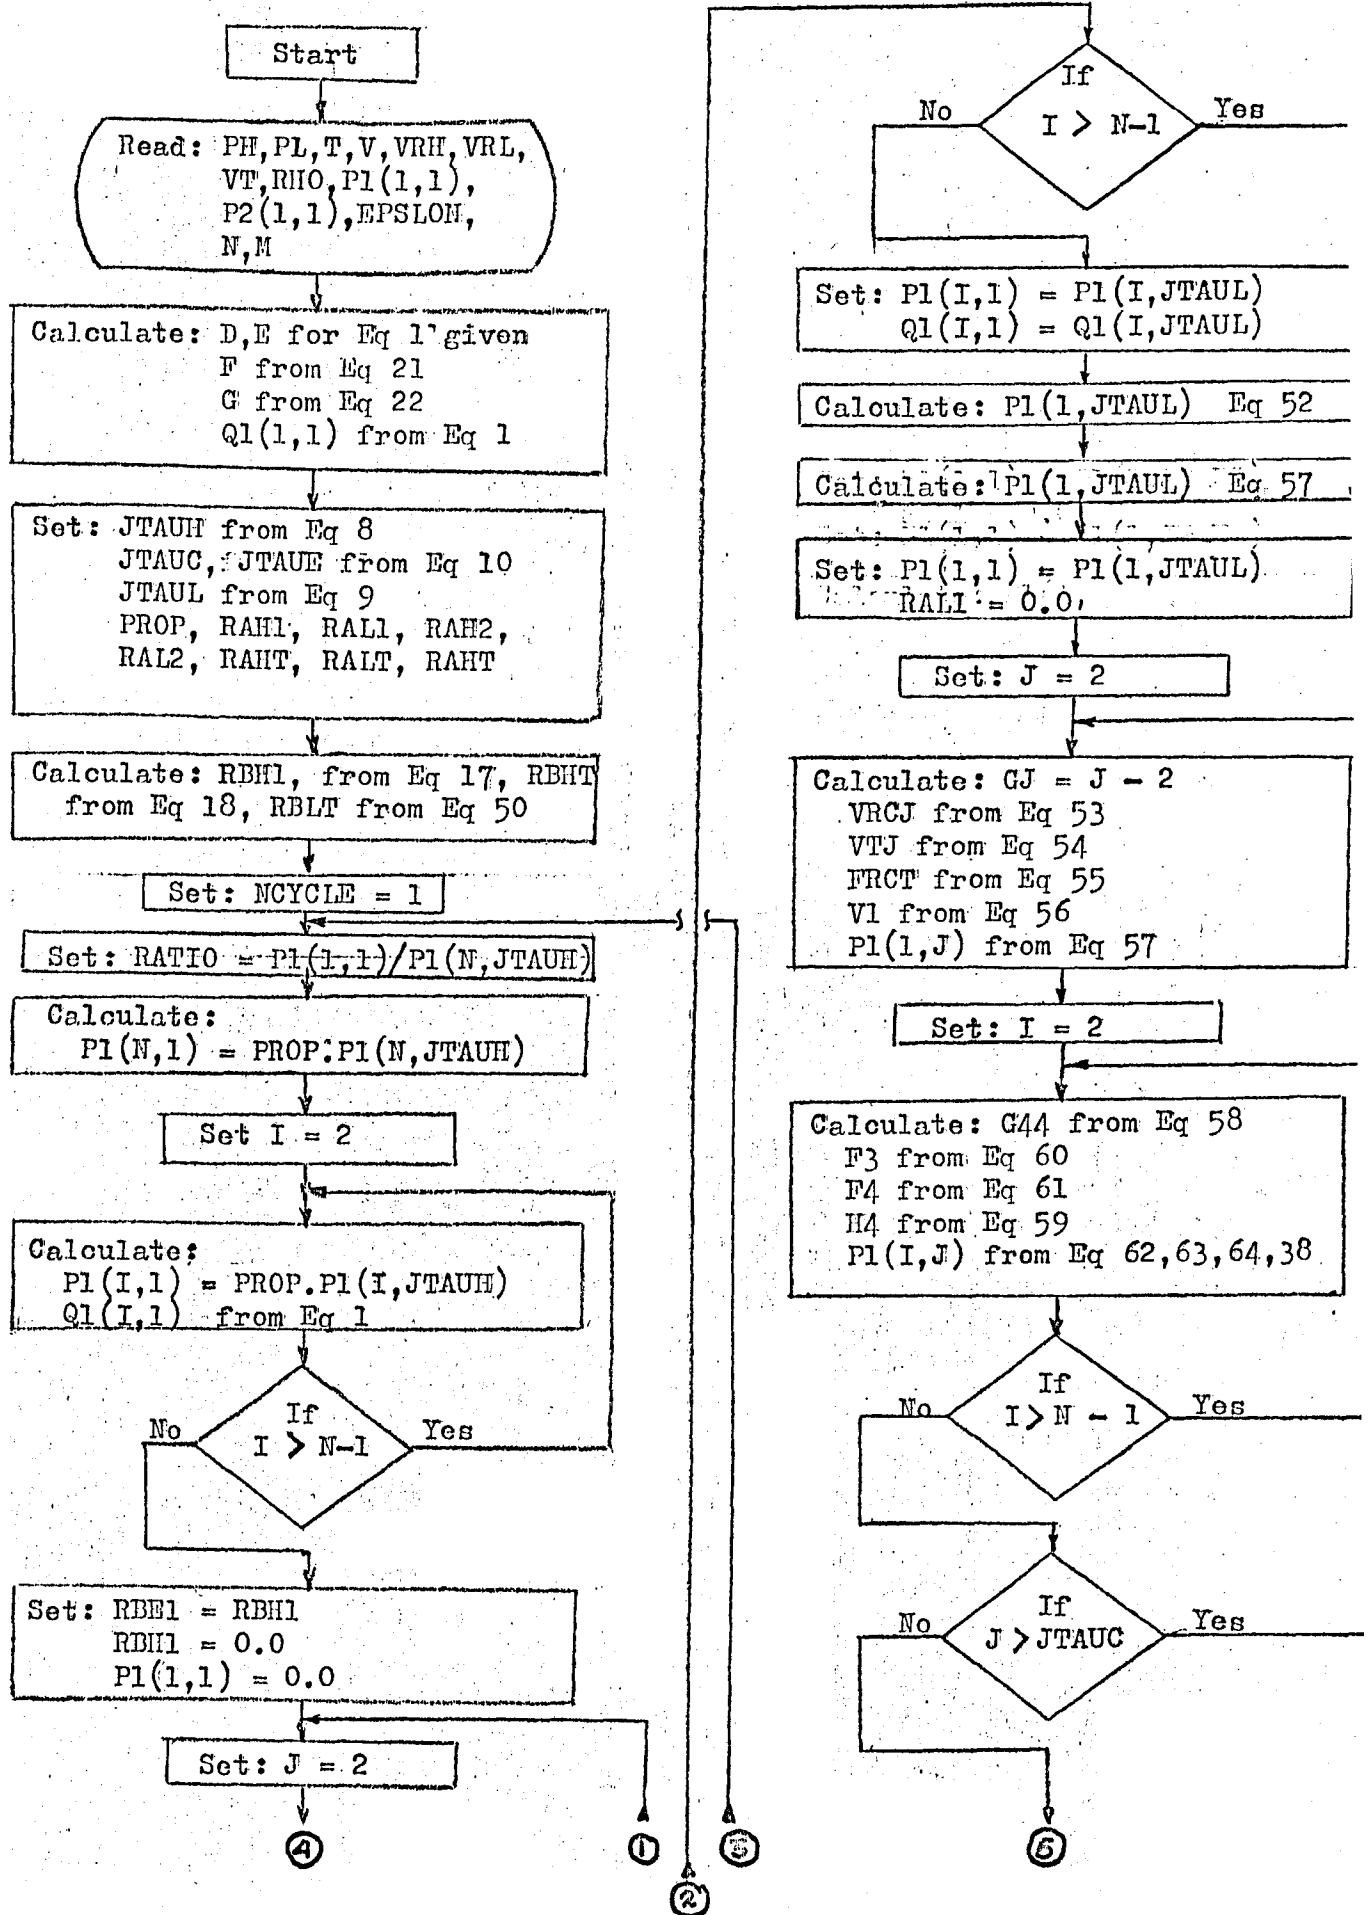 Start
Read: PH,PL,T,V,VRH,VRL,
VT,RHO,P1(1,1),
P2(1,1),EPSLON,
N,M
Calculate: D,E for Eq 1 given
F from Eq 21
G from Eq 22
Q1(1,1) from Eq 1
Set: JTAUH from Eq 8
JTAUC, JTAUE from Eq 10
JTAUL from Eq 9
PROP, RAH1, RAL1, RAH2,
RAL2, RAHT, RALT, RAHT
Calculate: RBH1, from Eq 17, RBHT
from Eq 18, RBLT from Eq 50
Set: NCYCLE = 1
Set: RATIO = P1(1,1)/P1(N,JTAUH)
Calculate:
P1(N,1) = PROP.P1(N,JTAUH)
Set I = 2
Calculate:
P1(I,1) = PROP.P1(I,JTAUH)
Q1(I,1) from Eq 1
If
I > N-1
No
Yes
Set: RBE1 = RBH1
RBH1 = 0.0
P1(1,1) = 0.0
Set: J = 2
4
1
2
3
If
I > N-1
No
Yes
Set: P1(I,1) = P1(I,JTAUL)
Q1(I,1) = Q1(I,JTAUL)
Calculate: P1(1,JTAUL) Eq 52
Calculate: P1(1,JTAUL) Eq 57
Set: P1(1,1) = P1(1,JTAUL)
RAL1 = 0.0
Set: J = 2
Calculate: GJ = J - 2
VRCJ from Eq 53
VTJ from Eq 54
FRCT from Eq 55
V1 from Eq 56
P1(1,J) from Eq 57
Set: I = 2
Calculate: G44 from Eq 58
F3 from Eq 60
F4 from Eq 61
H4 from Eq 59
P1(I,J) from Eq 62,63,64,38
If
I > N - 1
No
Yes
If
J > JTAUC
No
Yes